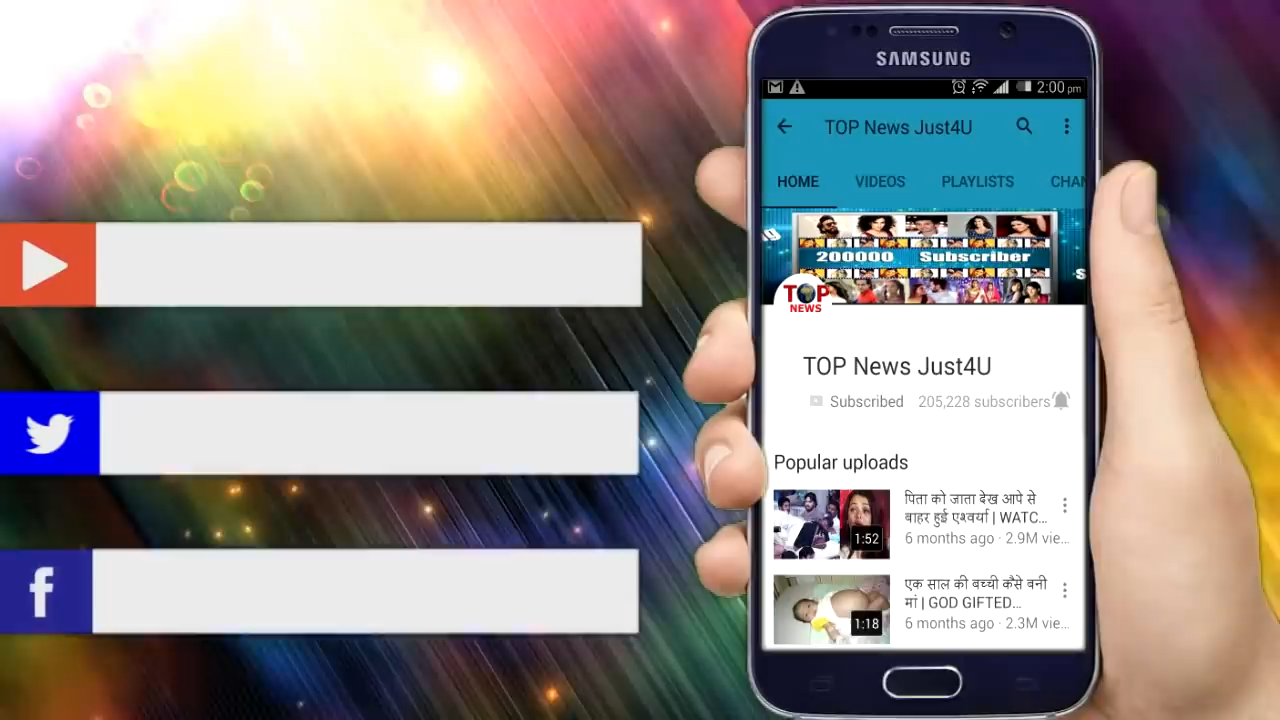 SAMSUNG
2:00 pm
TOP News Just4U
HOME VIDEOS PLAYLISTS CHAN
200000 Subscriber
TOP
NEWS
TOP News Just4U
Subscribed 205,228 subscribers
Popular uploads
पिता को जाता देख आपे से
बाहर हुई एश्वर्या | WATC...
1:52
6 months ago · 2.9M vie...
एक साल की बच्ची कैसे बनी
मां | GOD GIFTED...
1:18
6 months ago · 2.3M vie...